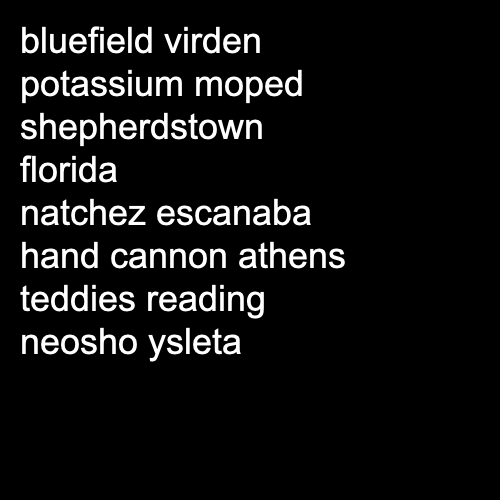 bluefield virden
potassium moped
shepherdstown
florida
natchez escanaba
hand cannon athens
teddies reading
neosho ysleta